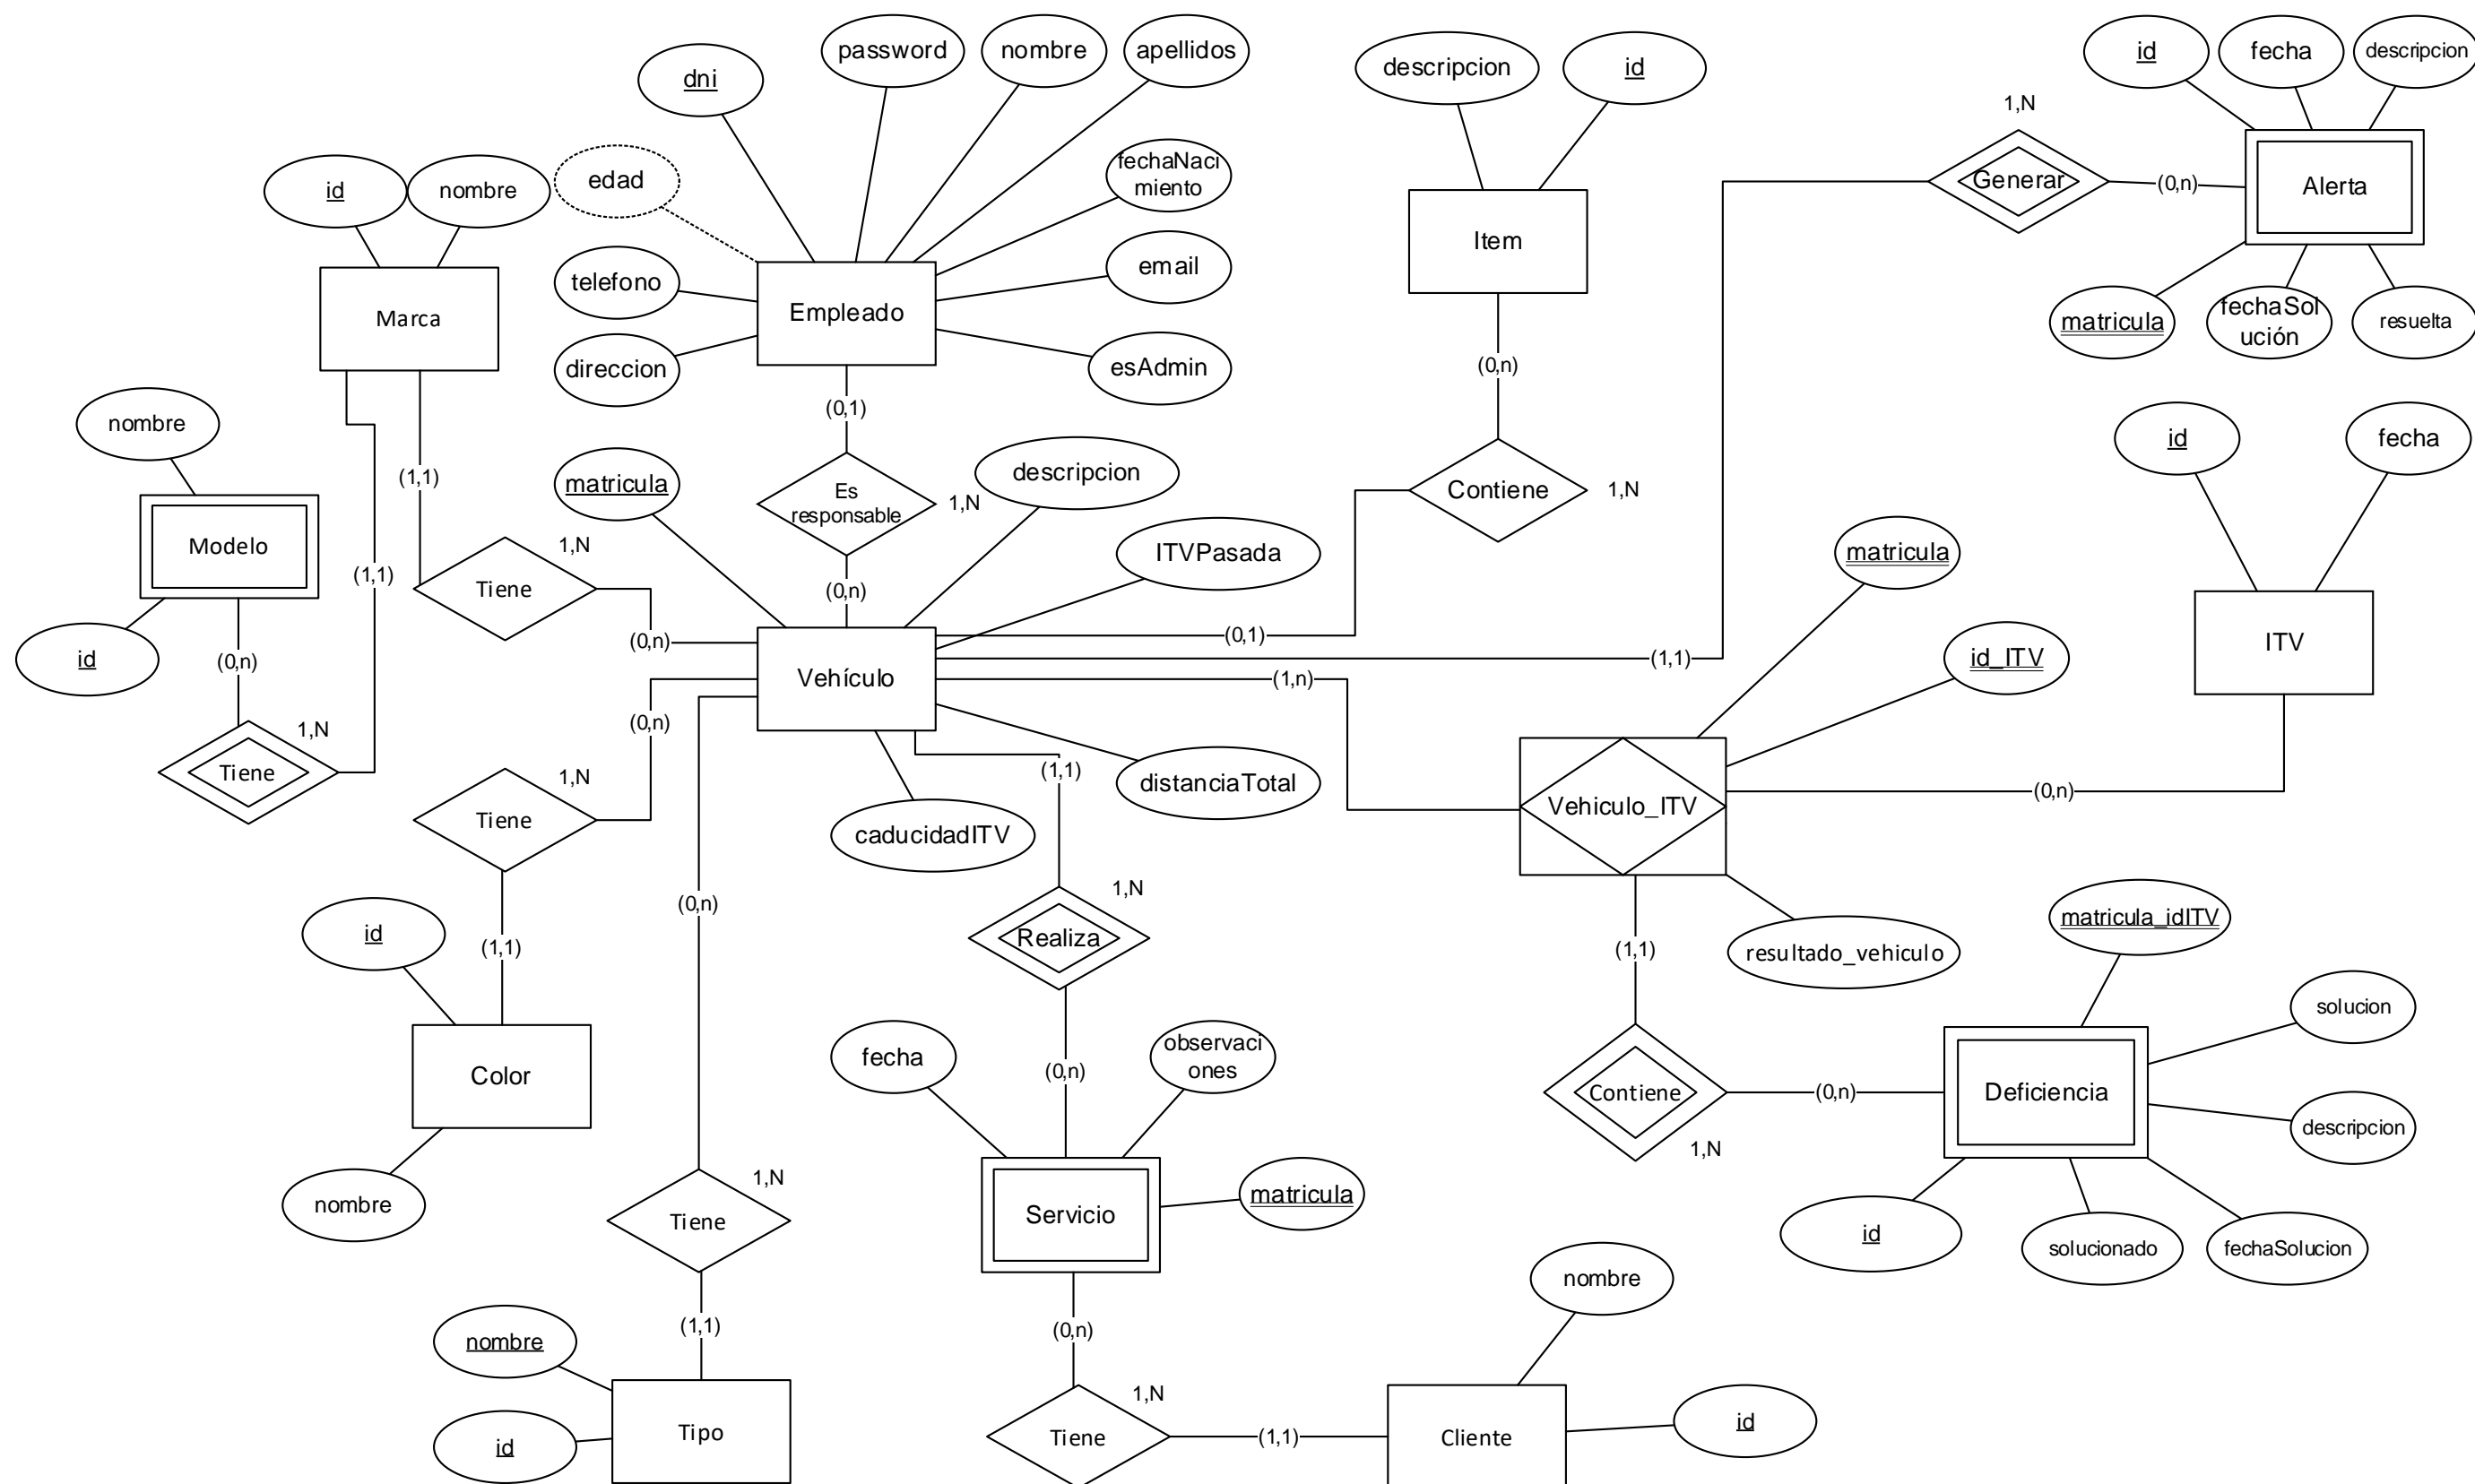 password
nombre
apellidos
dni
descripcion
id
id
fecha
descripcion
1,N
id
nombre
edad
fechaNaci
miento
Generar
(0,n)
Alerta
telefono
email
Item
Marca
Empleado
matricula
fechaSol
ución
resuelta
direccion
esAdmin
(0,n)
nombre
(0,1)
id
fecha
(1,1)
matricula
descripcion
Es
responsable
1,N
Contiene
1,N
Modelo
1,N
ITVPasada
matricula
(1,1)
Tiene
(0,n)
id
(0,n)
(0,n)
(0,1)
(1,1)
id_ITV
ITV
Vehículo
(1,n)
(0,n)
1,N
Tiene
1,N
Tiene
(1,1)
distanciaTotal
Vehiculo_ITV
(0,n)
caducidadITV
(0,n)
1,N
id
Realiza
matricula_idITV
(1,1)
(1,1)
resultado_vehiculo
solucion
fecha
observaci
ones
Color
(0,n)
Contiene
(0,n)
Deficiencia
descripcion
1,N
1,N
nombre
Tiene
Servicio
matricula
id
solucionado
fechaSolucion
nombre
(1,1)
(0,n)
nombre
1,N
id
Tipo
Tiene
(1,1)
Cliente
id